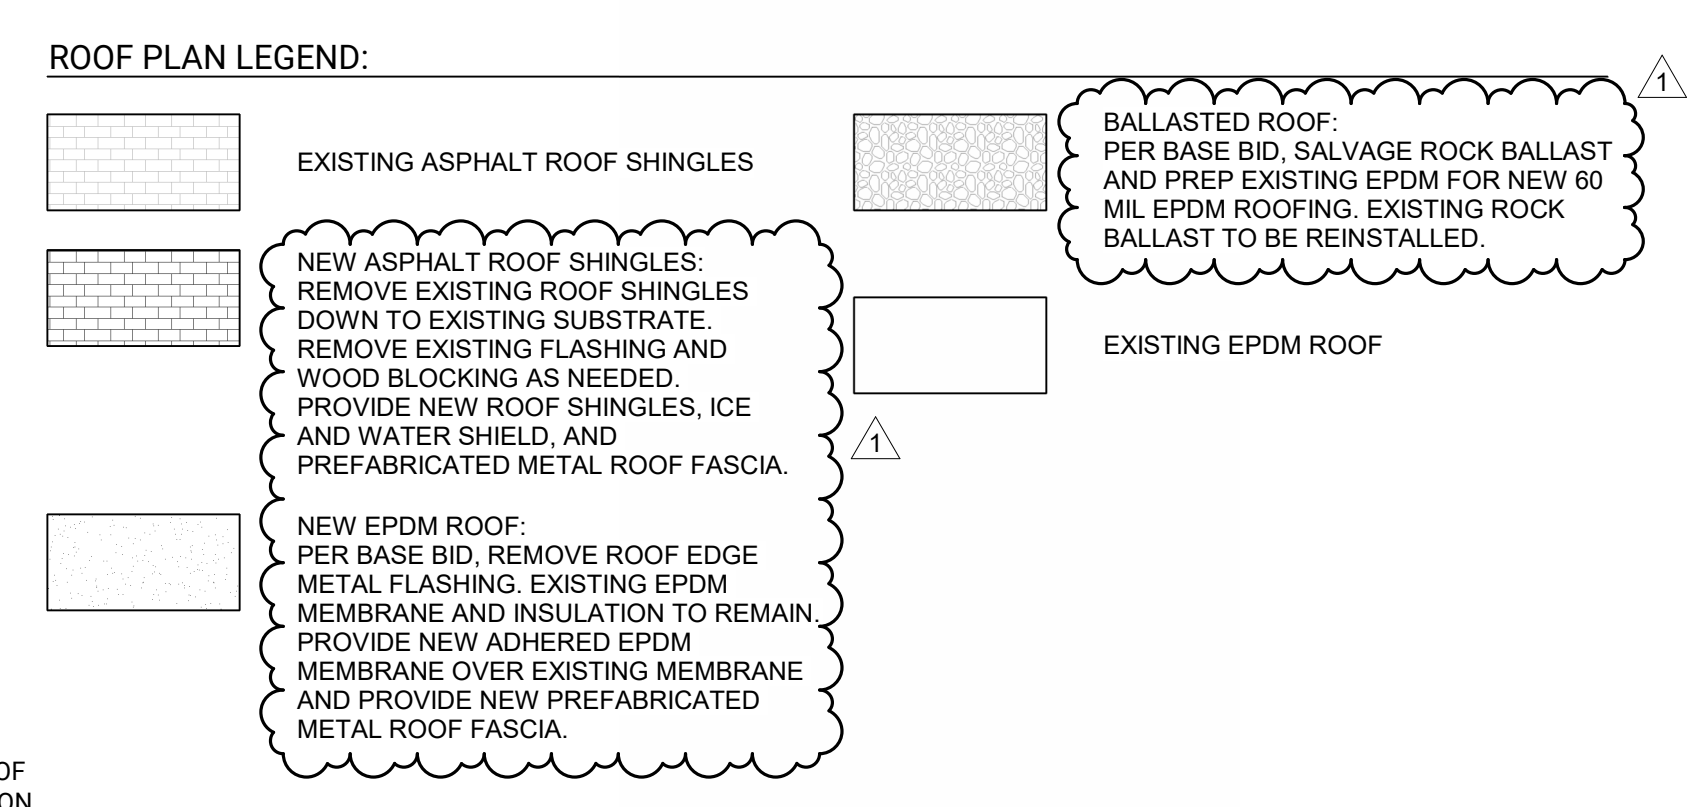 ROOF PLAN LEGEND:
EXISTING ASPHALT ROOF SHINGLES
NEW ASPHALT ROOF SHINGLES:
REMOVE EXISTING ROOF SHINGLES
DOWN TO EXISTING SUBSTRATE.
REMOVE EXISTING FLASHING AND
WOOD BLOCKING AS NEEDED.
PROVIDE NEW ROOF SHINGLES, ICE
AND WATER SHIELD, AND
PREFABRICATED METAL ROOF FASCIA.
1
NEW EPDM ROOF:
PER BASE BID, REMOVE ROOF EDGE
METAL FLASHING. EXISTING EPDM
MEMBRANE AND INSULATION TO REMAIN.
PROVIDE NEW ADHERED EPDM
MEMBRANE OVER EXISTING MEMBRANE
AND PROVIDE NEW PREFABRICATED
METAL ROOF FASCIA.
1
BALLASTED ROOF:
PER BASE BID, SALVAGE ROCK BALLAST
AND PREP EXISTING EPDM FOR NEW 60
MIL EPDM ROOFING. EXISTING ROCK
BALLAST TO BE REINSTALLED.
EXISTING EPDM ROOF
OF
ON